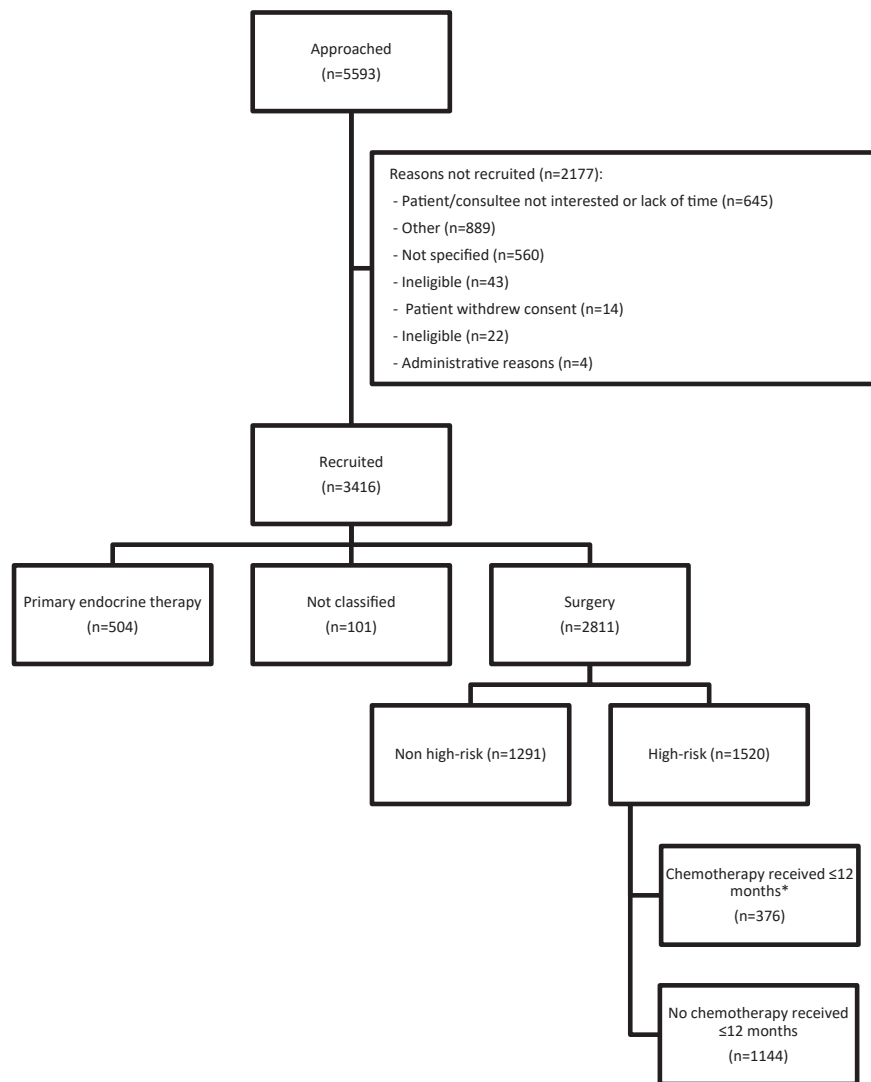 Approached
(n=5593)
Reasons not recruited (n=2177):
- Patient/consultee not interested or lack of time (n=645)
- Other (n=889)
- Not specified (n=560)
- Ineligible (n=43)
- Patient withdrew consent (n=14)
- Ineligible (n=22)
- Administrative reasons (n=4)
Recruited
(n=3416)
Primary endocrine therapy
(n=504)
Not classified
(n=101)
Surgery
(n=2811)
Non high-risk (n=1291)
High-risk (n=1520)
Chemotherapy received ≤12
months*
(n=376)
No chemotherapy received
≤12 months
(n=1144)